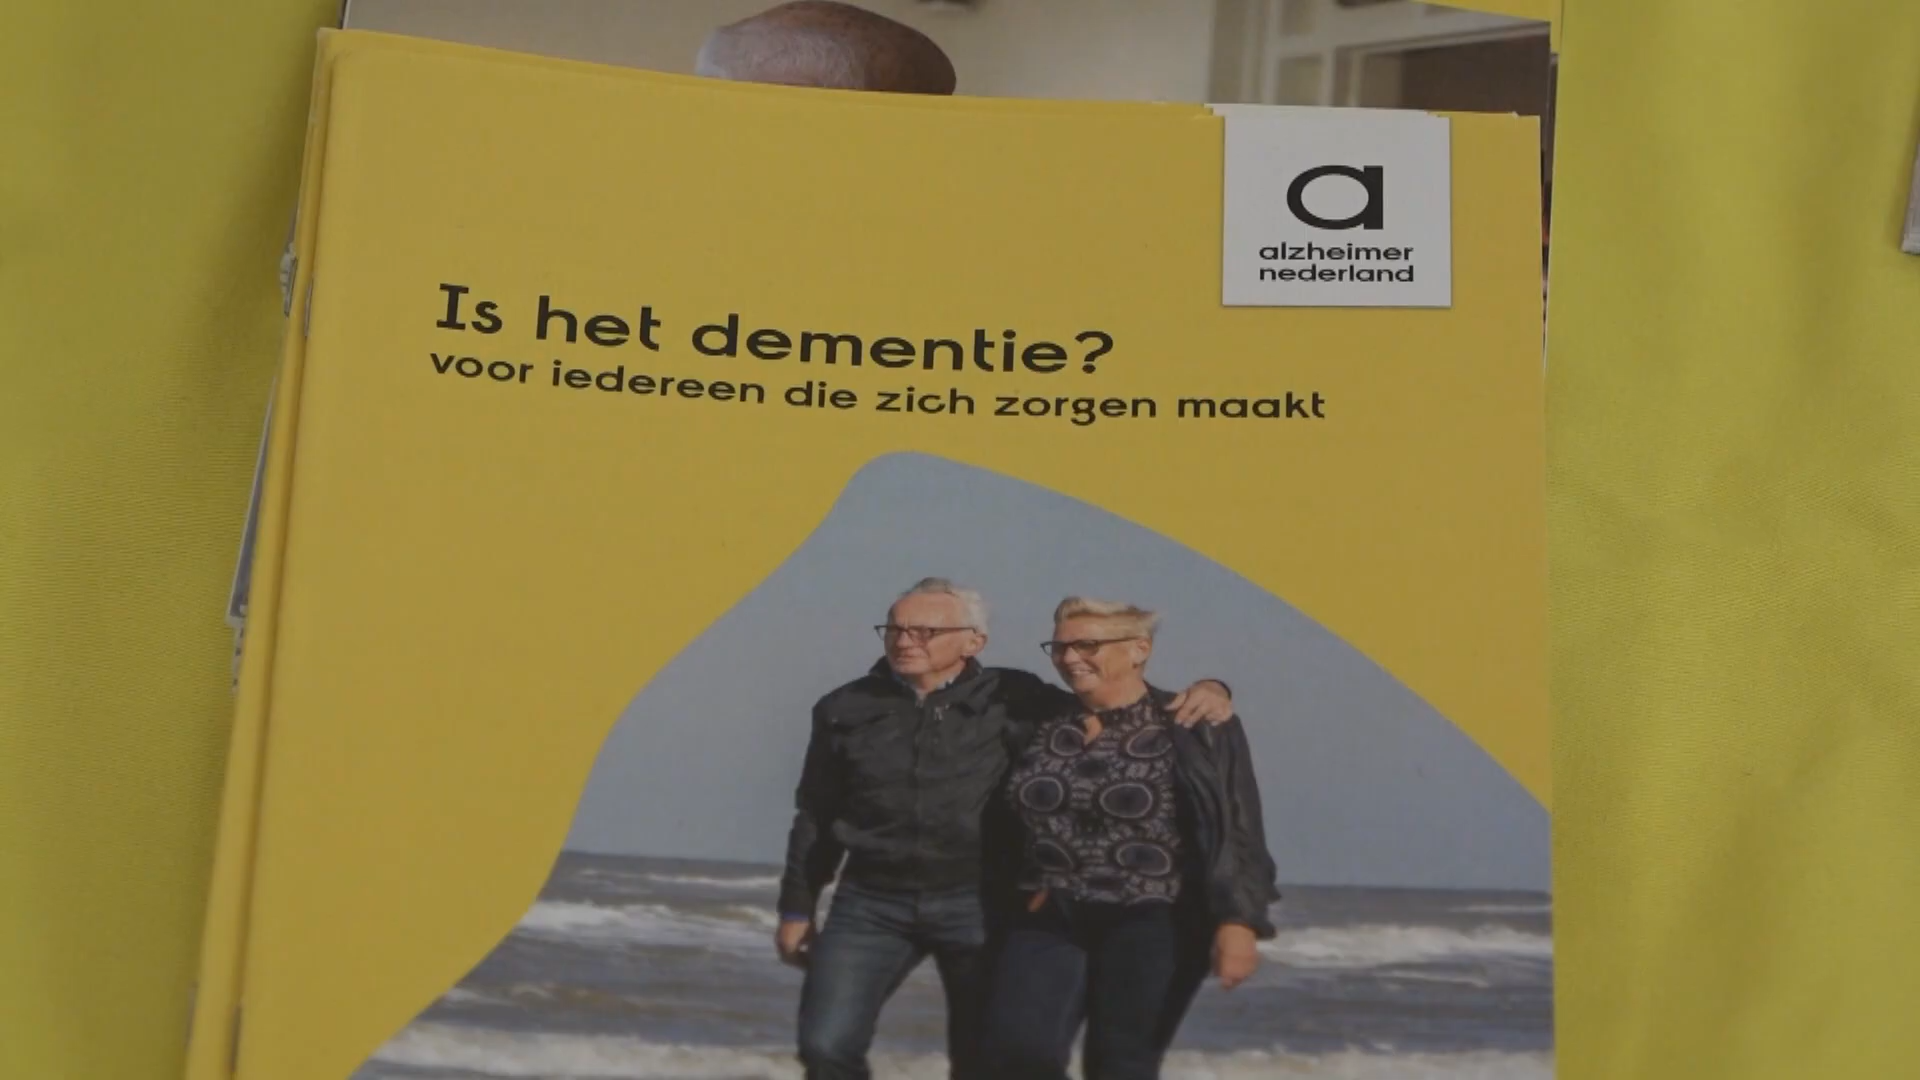 a
alzheimer
nederland
Is het dementie?
voor iedereen die zich zorgen maakt